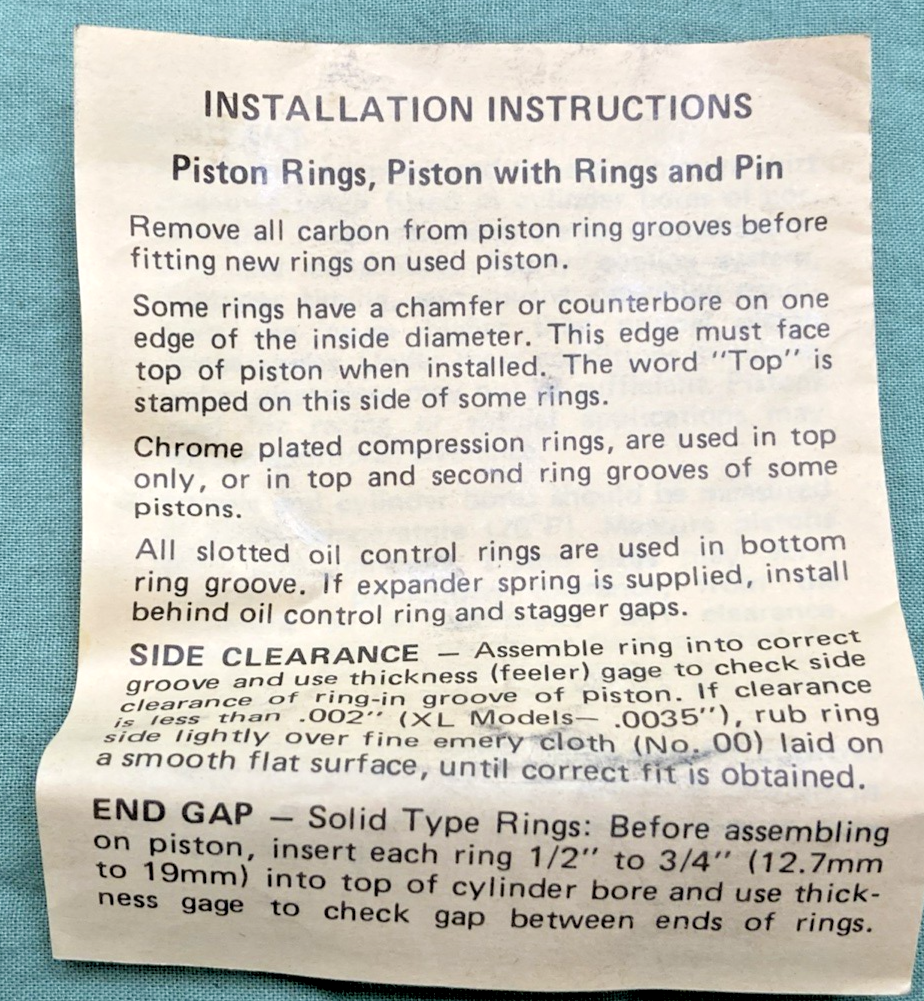 INSTALLATION INSTRUCTIONS
Piston Rings, Piston with Rings and Pin
Remove all carbon from piston ring grooves before
fitting new rings on used piston.
Some rings have a chamfer or counterbore on one
edge of the inside diameter. This edge must face
top of piston when installed. The word "Top" is
stamped on this side of some rings.
Chrome plated compression rings, are used in top
only, or in top and second ring grooves of some
pistons.
All slotted oil control rings are used in bottom
ring groove. If expander spring is supplied, install
behind oil control ring and stagger gaps.
SIDE CLEARANCE — Assemble ring into correct
groove and use thickness (feeler) gage to check side
clearance of ring-in groove of piston. If clearance
is less than .002" (XL Models— .0035"), rub ring
side lightly over fine emery cloth (No. 00) laid on
a smooth flat surface, until correct fit is obtained.
END GAP — Solid Type Rings: Before assembling
on piston, insert each ring 1/2" to 3/4" (12.7mm
to 19mm) into top of cylinder bore and use thick-
ness gage to check gap between ends of rings.